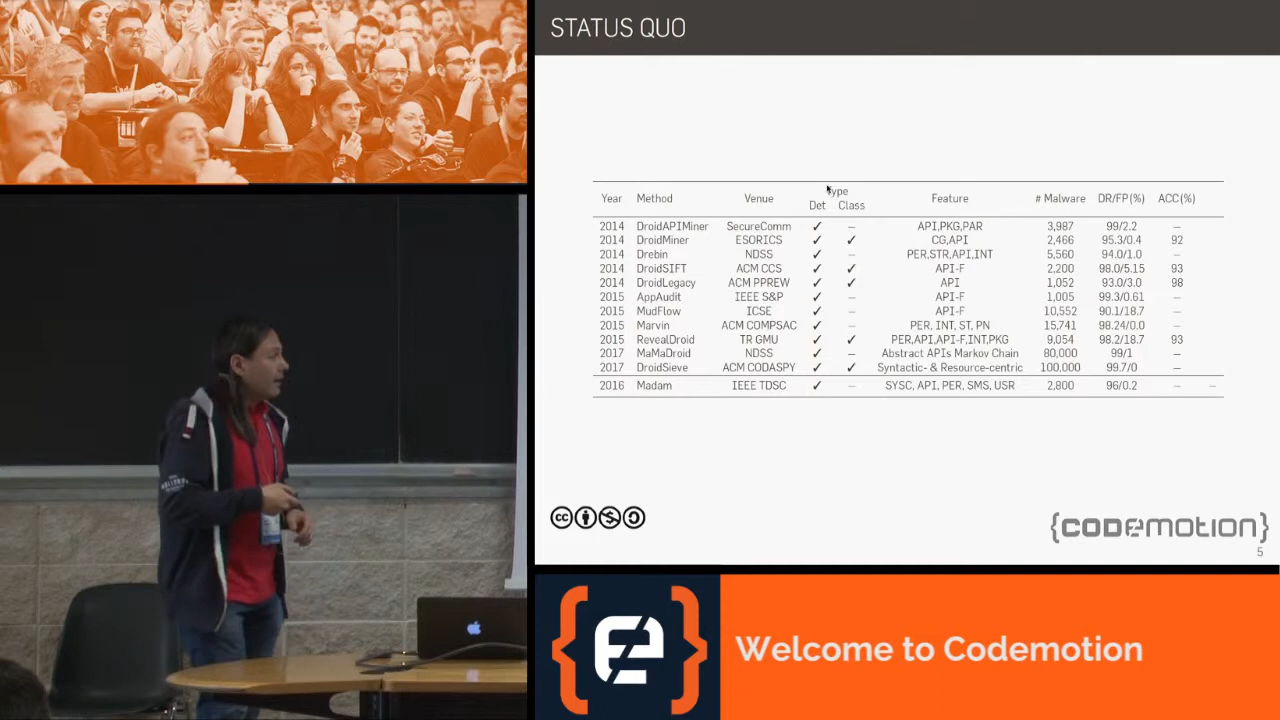 STATUS QUO
Year Method Venue Type Feature # Malware DR/FP(%) ACC(%)
Det Class
2014 DroidAPIMiner SecureComm ✓ – API,PKG,PAR 3,987 99/2.2 –
2014 DroidMiner ESORICS ✓ ✓ CG,API 2,466 95.3/0.4 92
2014 Drebin NDSS ✓ – PER,STR,API,INT 5,560 94.0/1.0 –
2014 DroidSIFT ACM CCS ✓ ✓ API-F 2,200 98.0/5.15 93
2014 DroidLegacy ACM PPREW ✓ ✓ API 1,052 93.0/3.0 98
2015 AppAudit IEEE S&P ✓ – API-F 1,005 99.3/0.61 –
2015 MudFlow ICSE ✓ – API-F 10,552 90.1/18.7 –
2015 Marvin ACM COMPSAC ✓ – PER, INT, ST, PN 15,741 98.24/0.0 –
2015 RevealDroid TR GMU ✓ ✓ PER,API,API-F,INT,PKG 9,054 98.2/18.7 93
2017 MaMaDroid NDSS ✓ – Abstract APIs Markov Chain 80,000 99/1 –
2017 DroidSieve ACM CODASPY ✓ ✓ Syntactic- & Resource-centric 100,000 99.7/0 –
2016 Madam IEEE TDSC ✓ – SYSC, API, PER, SMS, USR 2,800 96/0.2 – –
cc
{CODEMOTION}
5
Welcome to Codemotion